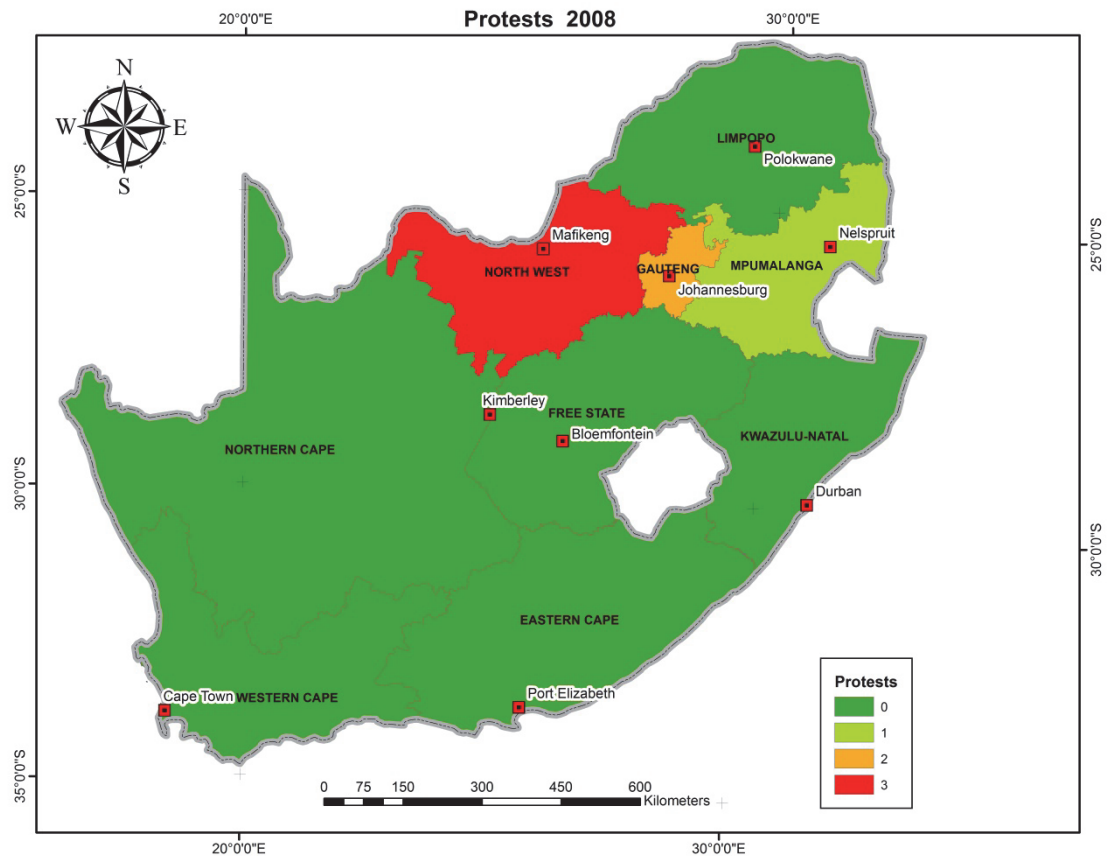 Protests 2008
20°0'0"E
30°0'0"E
N
W
E
S
LIMPOPO
Polokwane
25°0'0"S
25°0'0"S
Mafikeng
Nelspruit
NORTH WEST
GAUTENG
MPUMALANGA
Johannesburg
Kimberley
FREE STATE
Bloemfontein
KWAZULU-NATAL
NORTHERN CAPE
30°0'0"S
Durban
30°0'0"S
EASTERN CAPE
Cape Town
WESTERN CAPE
Port Elizabeth
Protests
0
1
2
3
35°0'0"S
0 75 150 300 450 600
Kilometers
20°0'0"E
30°0'0"E